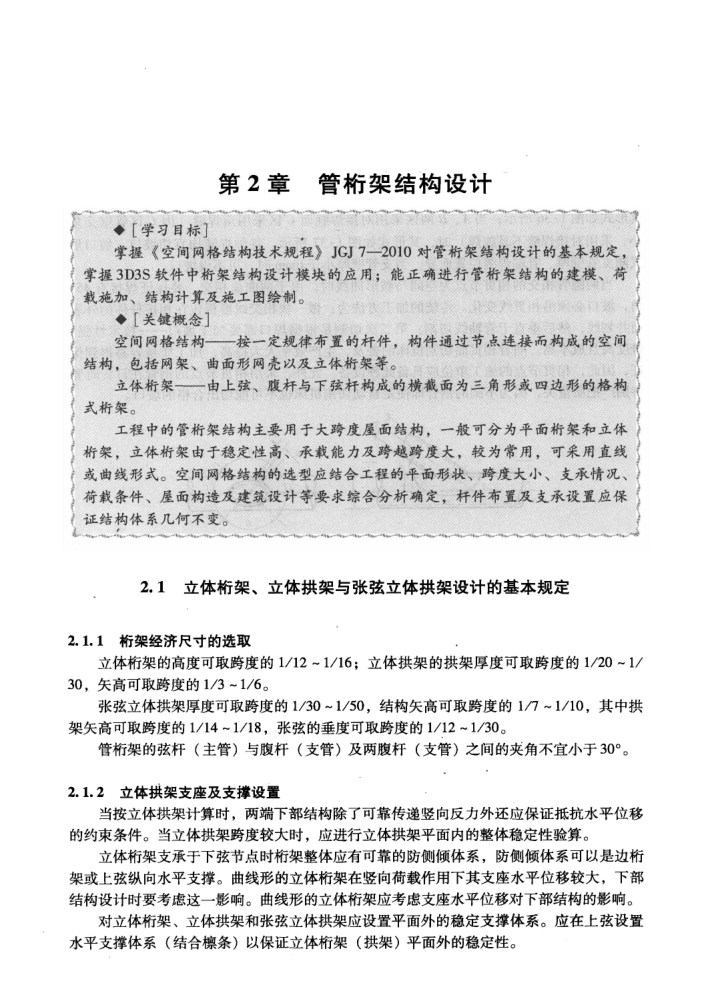 第 2 章　管桁架结构设计
◆［学习目标］
掌握《空间网格结构技术规程》JGJ 7—2010 对管桁架结构设计的基本规定，
掌握 3D3S 软件中桁架结构设计模块的应用；能正确进行管桁架结构的建模、荷
载施加、结构计算及施工图绘制。
◆［关键概念］
空间网格结构——按一定规律布置的杆件，构件通过节点连接而构成的空间
结构，包括网架、曲面形网壳以及立体桁架等。
立体桁架——由上弦、腹杆与下弦杆构成的横截面为三角形或四边形的格构
式桁架。
工程中的管桁架结构主要用于大跨度屋面结构，一般可分为平面桁架和立体
桁架，立体桁架由于稳定性高、承载能力及跨越跨度大，较为常用，可采用直线
或曲线形式。空间网格结构的选型应结合工程的平面形状、跨度大小、支承情况、
荷载条件、屋面构造及建筑设计等要求综合分析确定，杆件布置及支承设置应保
证结构体系几何不变。
2.1　立体桁架、立体拱架与张弦立体拱架设计的基本规定
2.1.1　桁架经济尺寸的选取
立体桁架的高度可取跨度的 1/12 ~ 1/16；立体拱架的拱架厚度可取跨度的 1/20 ~ 1/
30，矢高可取跨度的 1/3 ~ 1/6。
张弦立体拱架厚度可取跨度的 1/30 ~ 1/50，结构矢高可取跨度的 1/7 ~ 1/10，其中拱
架矢高可取跨度的 1/14 ~ 1/18，张弦的垂度可取跨度的 1/12 ~ 1/30。
管桁架的弦杆（主管）与腹杆（支管）及两腹杆（支管）之间的夹角不宜小于 30°。
2.1.2　立体拱架支座及支撑设置
当按立体拱架计算时，两端下部结构除了可靠传递竖向反力外还应保证抵抗水平位移
的约束条件。当立体拱架跨度较大时，应进行立体拱架平面内的整体稳定性验算。
立体桁架支承于下弦节点时桁架整体应有可靠的防侧倾体系，防侧倾体系可以是边桁
架或上弦纵向水平支撑。曲线形的立体桁架在竖向荷载作用下其支座水平位移较大，下部
结构设计时要考虑这一影响。曲线形的立体桁架应考虑支座水平位移对下部结构的影响。
对立体桁架、立体拱架和张弦立体拱架应设置平面外的稳定支撑体系。应在上弦设置
水平支撑体系（结合檩条）以保证立体桁架（拱架）平面外的稳定性。